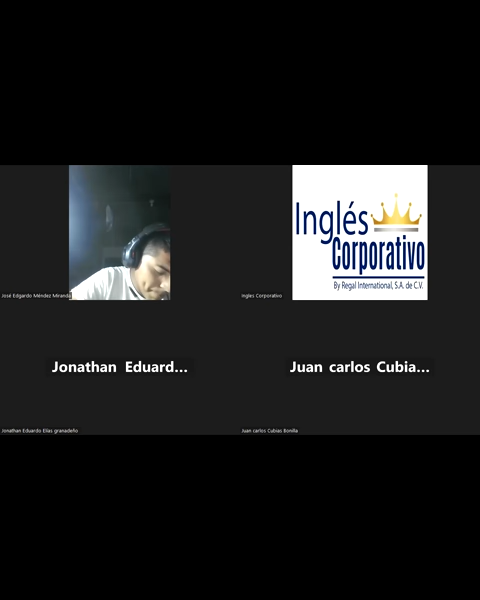 Inglés
Corporativo
By Regal International, S.A. de C.V.
José Edgardo Méndez Miranda
Ingles Corporativo
Jonathan Eduard...
Juan carlos Cubia...
Jonathan Eduardo Elías granadeño
Juan carlos Cubias Bonilla